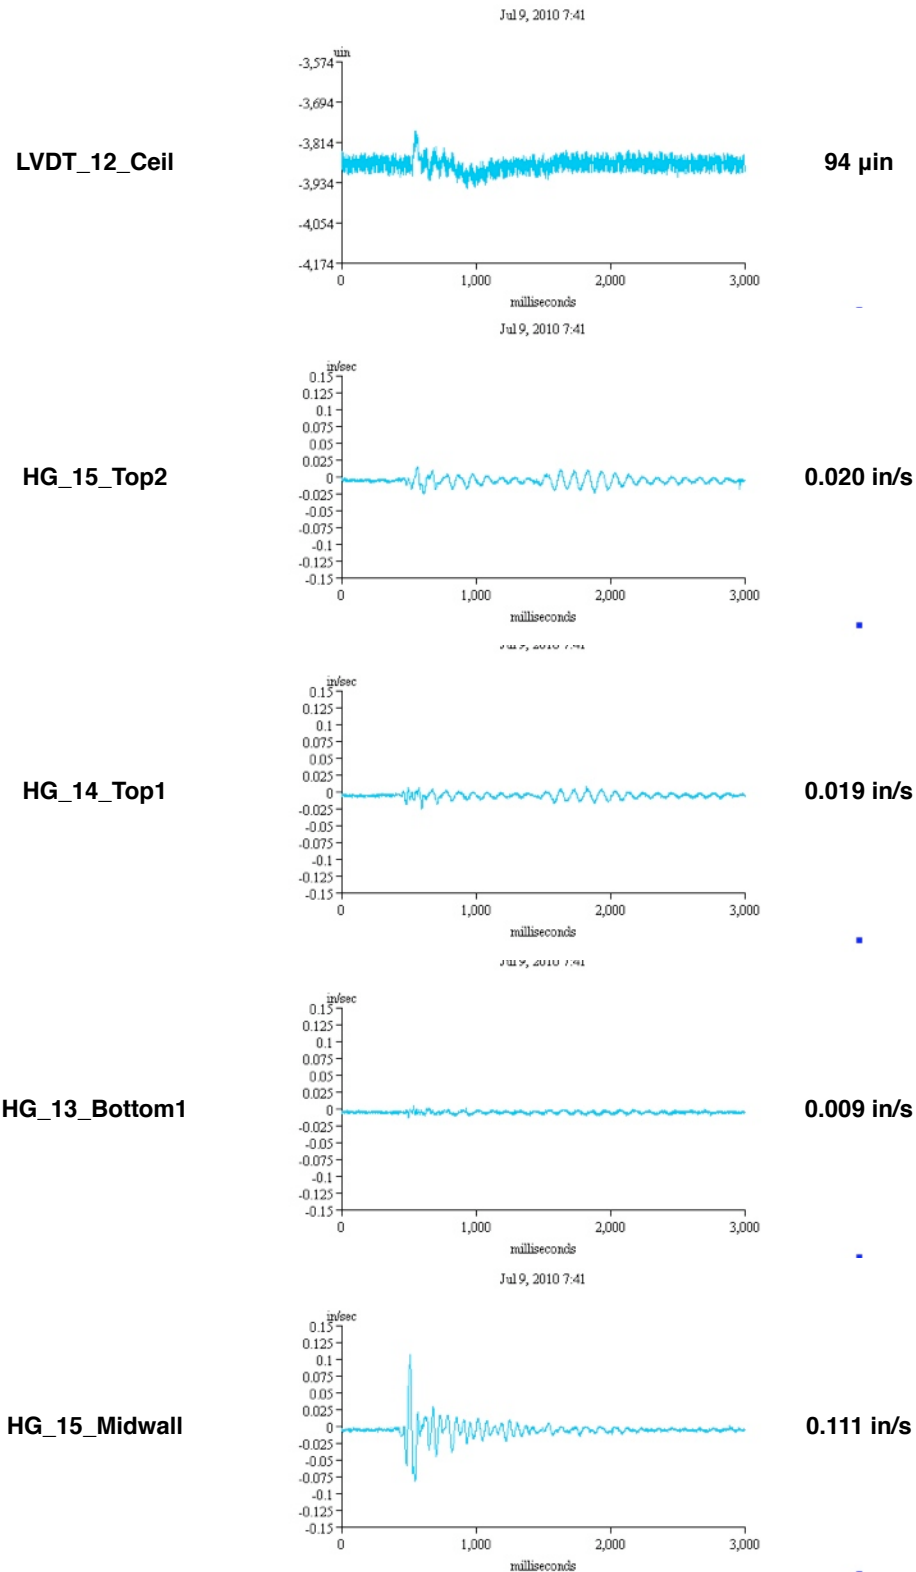 Jul 9, 2010 7:41
uin
-3,574
-3,694
-3,814
LVDT_12_Ceil
94 µin
-3,934
-4,054
-4,174
0 1,000 2,000 3,000
milliseconds
Jul 9, 2010 7:41
in/sec
0.15
0.125
0.1
0.075
0.05
0.025
HG_15_Top2
0
0.020 in/s
-0.025
-0.05
-0.075
-0.1
-0.125
-0.15
0 1,000 2,000 3,000
milliseconds
Jul 9, 2010 7:41
in/sec
0.15
0.125
0.1
0.075
0.05
0.025
HG_14_Top1
0
0.019 in/s
-0.025
-0.05
-0.075
-0.1
-0.125
-0.15
0 1,000 2,000 3,000
milliseconds
Jul 9, 2010 7:41
in/sec
0.15
0.125
0.1
0.075
0.05
0.025
HG_13_Bottom1
0
0.009 in/s
-0.025
-0.05
-0.075
-0.1
-0.125
-0.15
0 1,000 2,000 3,000
milliseconds
Jul 9, 2010 7:41
in/sec
0.15
0.125
0.1
0.075
0.05
0.025
HG_15_Midwall
0
0.111 in/s
-0.025
-0.05
-0.075
-0.1
-0.125
-0.15
0 1,000 2,000 3,000
milliseconds